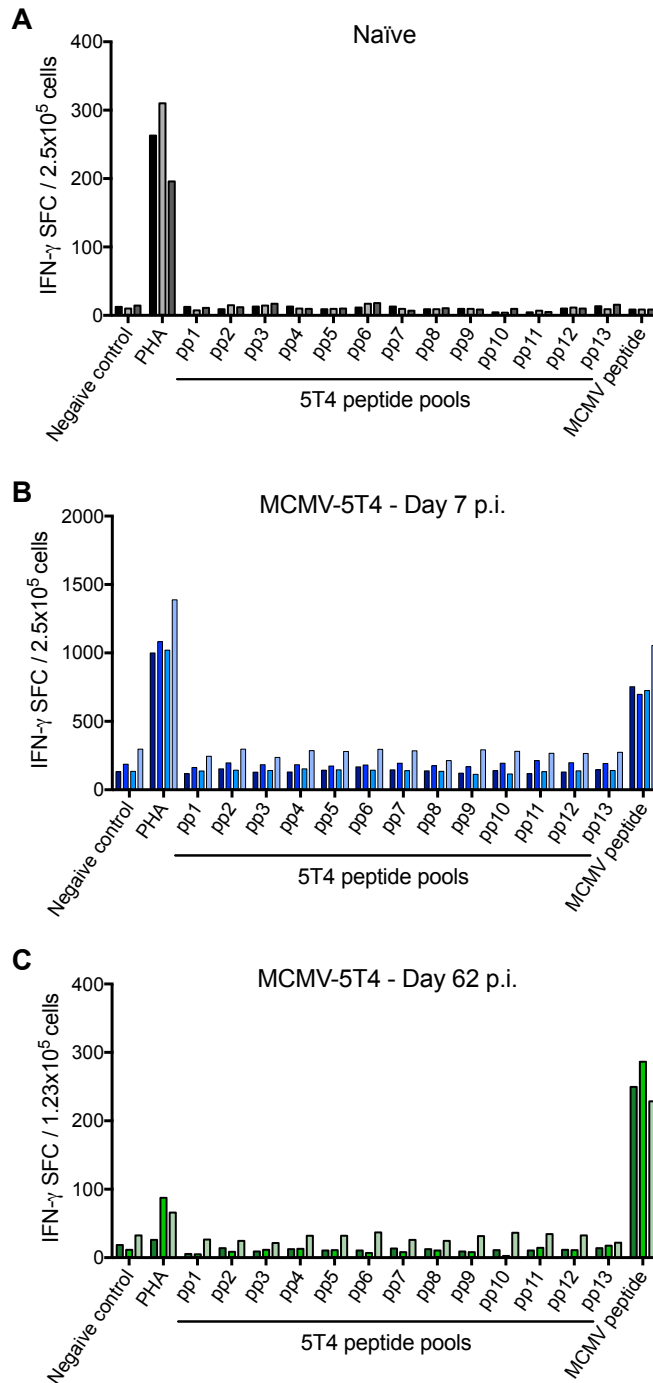 A
Naïve
IFN-γ SFC / 2.5x10⁵ cells
400
300
200
100
0
Negaive control
PHA
pp1
pp2
pp3
pp4
pp5
pp6
pp7
pp8
pp9
pp10
pp11
pp12
pp13
MCMV peptide
5T4 peptide pools
B
MCMV-5T4 - Day 7 p.i.
IFN-γ SFC / 2.5x10⁵ cells
2000
1500
1000
500
0
Negaive control
PHA
pp1
pp2
pp3
pp4
pp5
pp6
pp7
pp8
pp9
pp10
pp11
pp12
pp13
MCMV peptide
5T4 peptide pools
C
MCMV-5T4 - Day 62 p.i.
IFN-γ SFC / 1.23x10⁵ cells
400
300
200
100
0
Negaive control
PHA
pp1
pp2
pp3
pp4
pp5
pp6
pp7
pp8
pp9
pp10
pp11
pp12
pp13
MCMV peptide
5T4 peptide pools